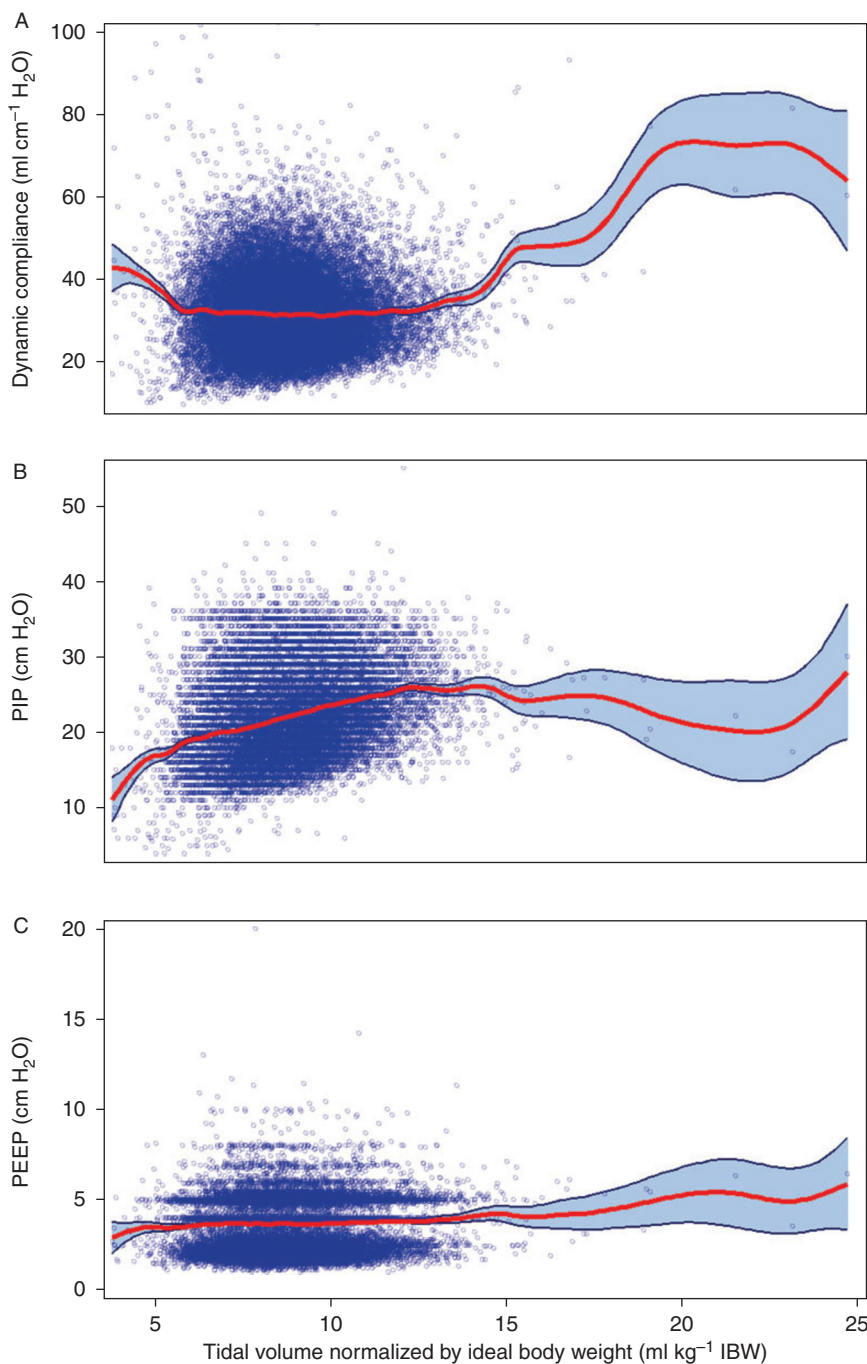 A
Dynamic compliance (ml cm⁻¹ H₂O)
100
80
60
40
20
B
PIP (cm H₂O)
50
40
30
20
10
C
PEEP (cm H₂O)
20
15
10
5
0
5 10 15 20 25
Tidal volume normalized by ideal body weight (ml kg⁻¹ IBW)